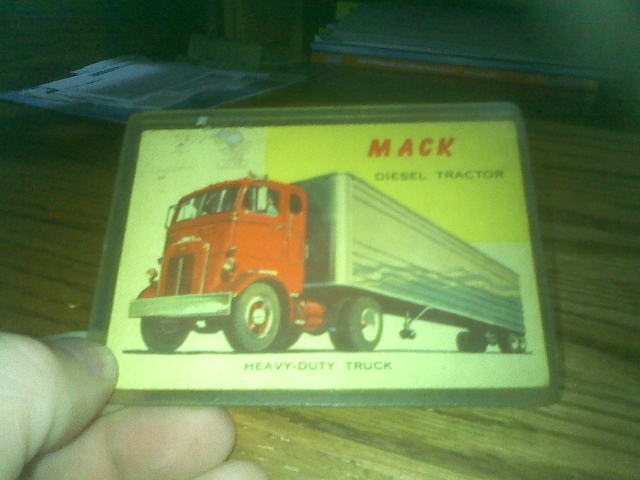 MACK
DIESEL TRACTOR
HEAVY-DUTY TRUCK